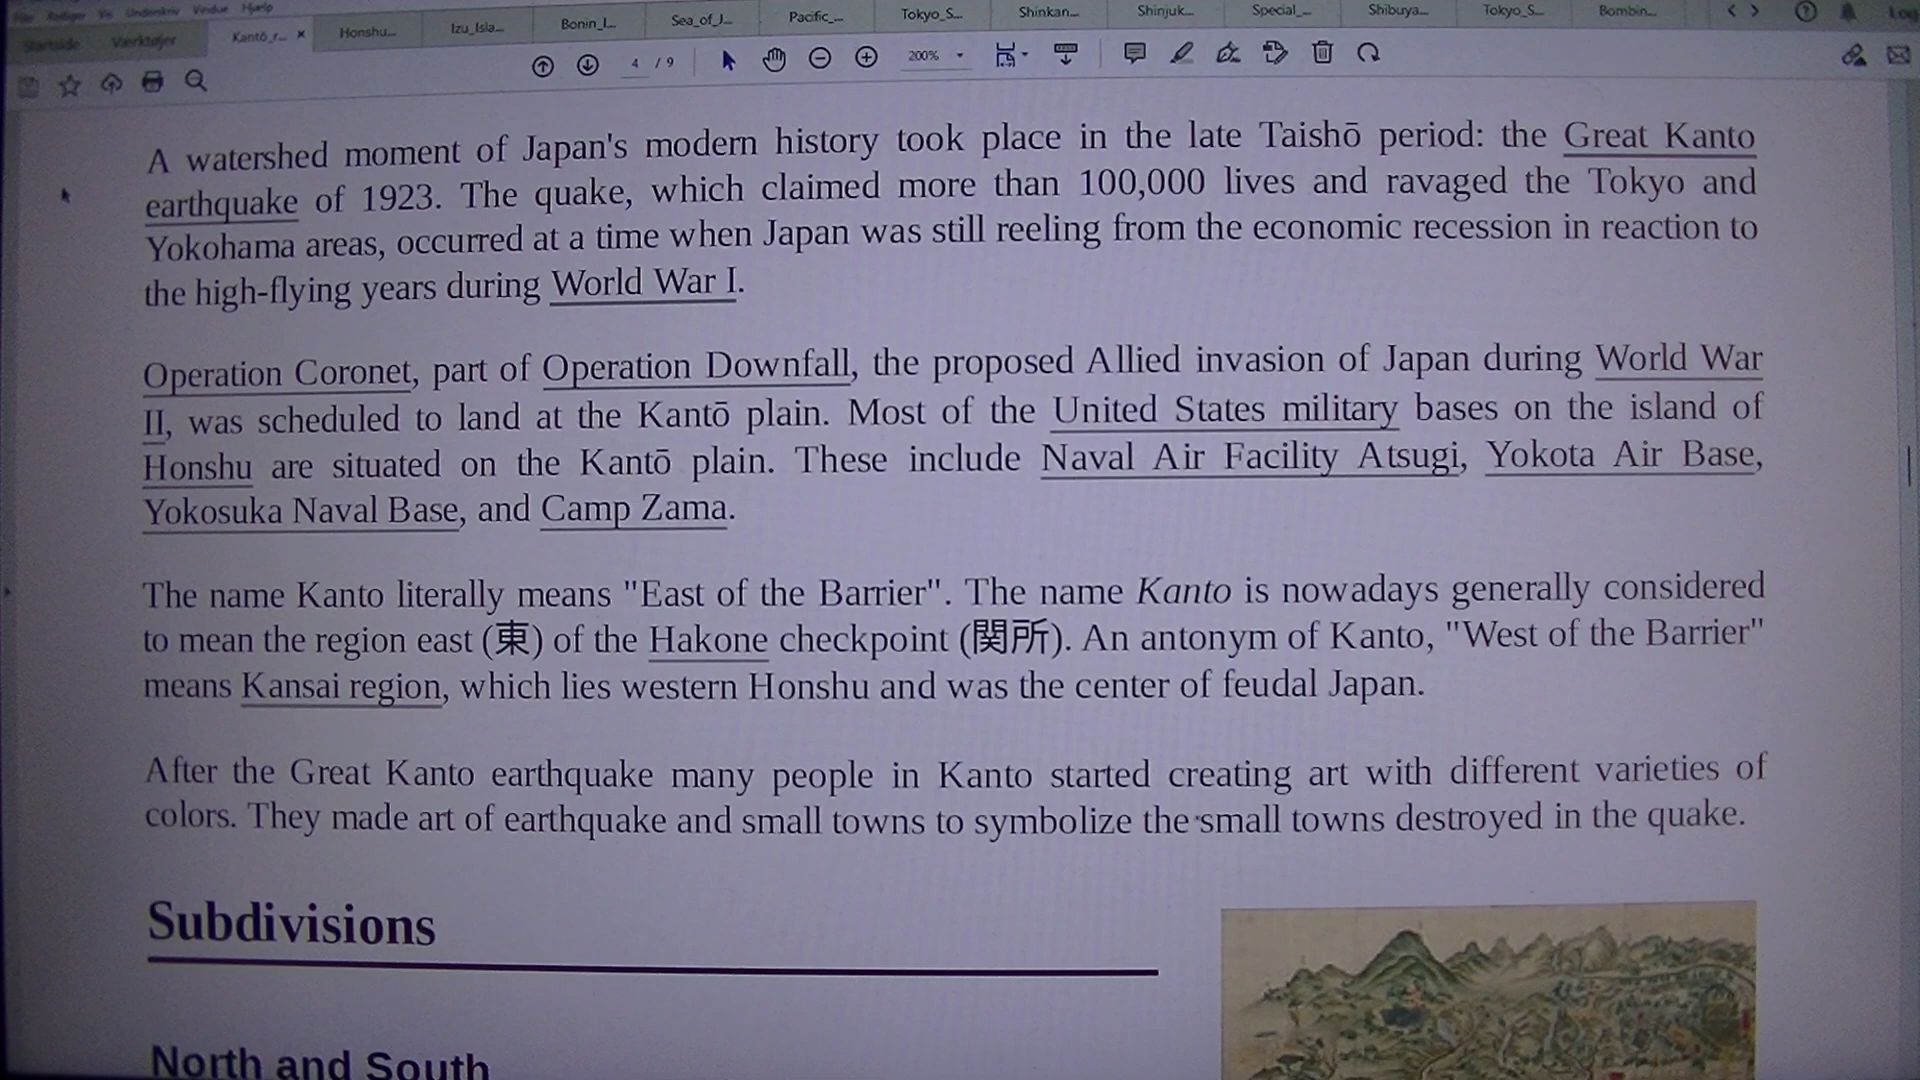 Filer Rediger Vis Underskriv Vindue Hjælp
Startside Værktøjer Kantō_r... × Honshu... Izu_Isla... Bonin_I... Sea_of_J... Pacific_... Tokyo_S... Shinkan... Shinjuk... Special_... Shibuya... Tokyo_S... Bombin... Log
4 / 9 200%
A watershed moment of Japan's modern history took place in the late Taishō period: the Great Kanto
earthquake of 1923. The quake, which claimed more than 100,000 lives and ravaged the Tokyo and
Yokohama areas, occurred at a time when Japan was still reeling from the economic recession in reaction to
the high-flying years during World War I.
Operation Coronet, part of Operation Downfall, the proposed Allied invasion of Japan during World War
II, was scheduled to land at the Kantō plain. Most of the United States military bases on the island of
Honshu are situated on the Kantō plain. These include Naval Air Facility Atsugi, Yokota Air Base,
Yokosuka Naval Base, and Camp Zama.
The name Kanto literally means "East of the Barrier". The name Kanto is nowadays generally considered
to mean the region east (東) of the Hakone checkpoint (関所). An antonym of Kanto, "West of the Barrier"
means Kansai region, which lies western Honshu and was the center of feudal Japan.
After the Great Kanto earthquake many people in Kanto started creating art with different varieties of
colors. They made art of earthquake and small towns to symbolize the small towns destroyed in the quake.
Subdivisions
North and South